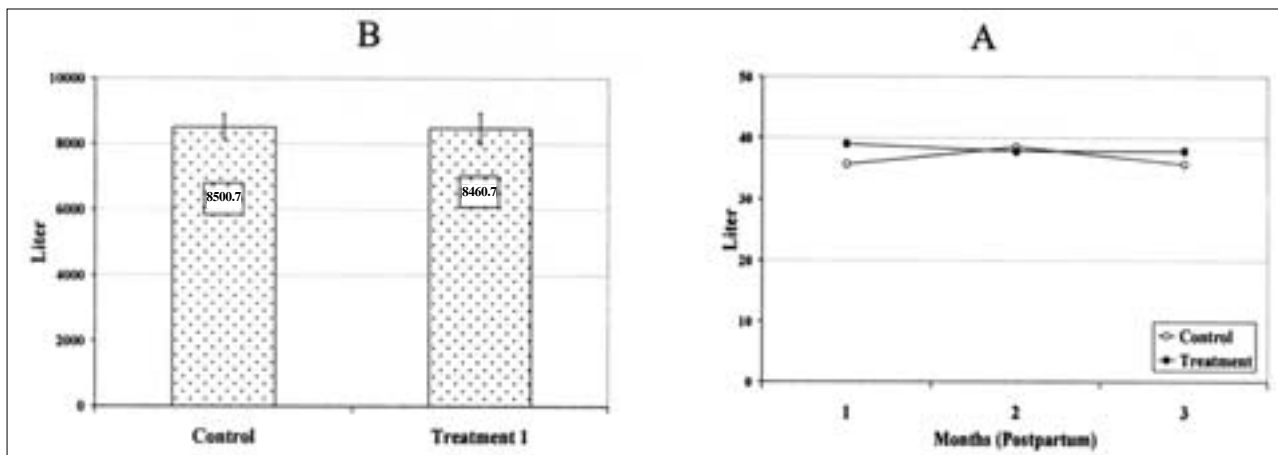 B
10000
8000
6000
4000
2000
0
Liter
8500.7
8460.7
Control
Treatment 1
A
50
40
30
20
10
0
Liter
Control
Treatment
1
2
3
Months (Postpartum)